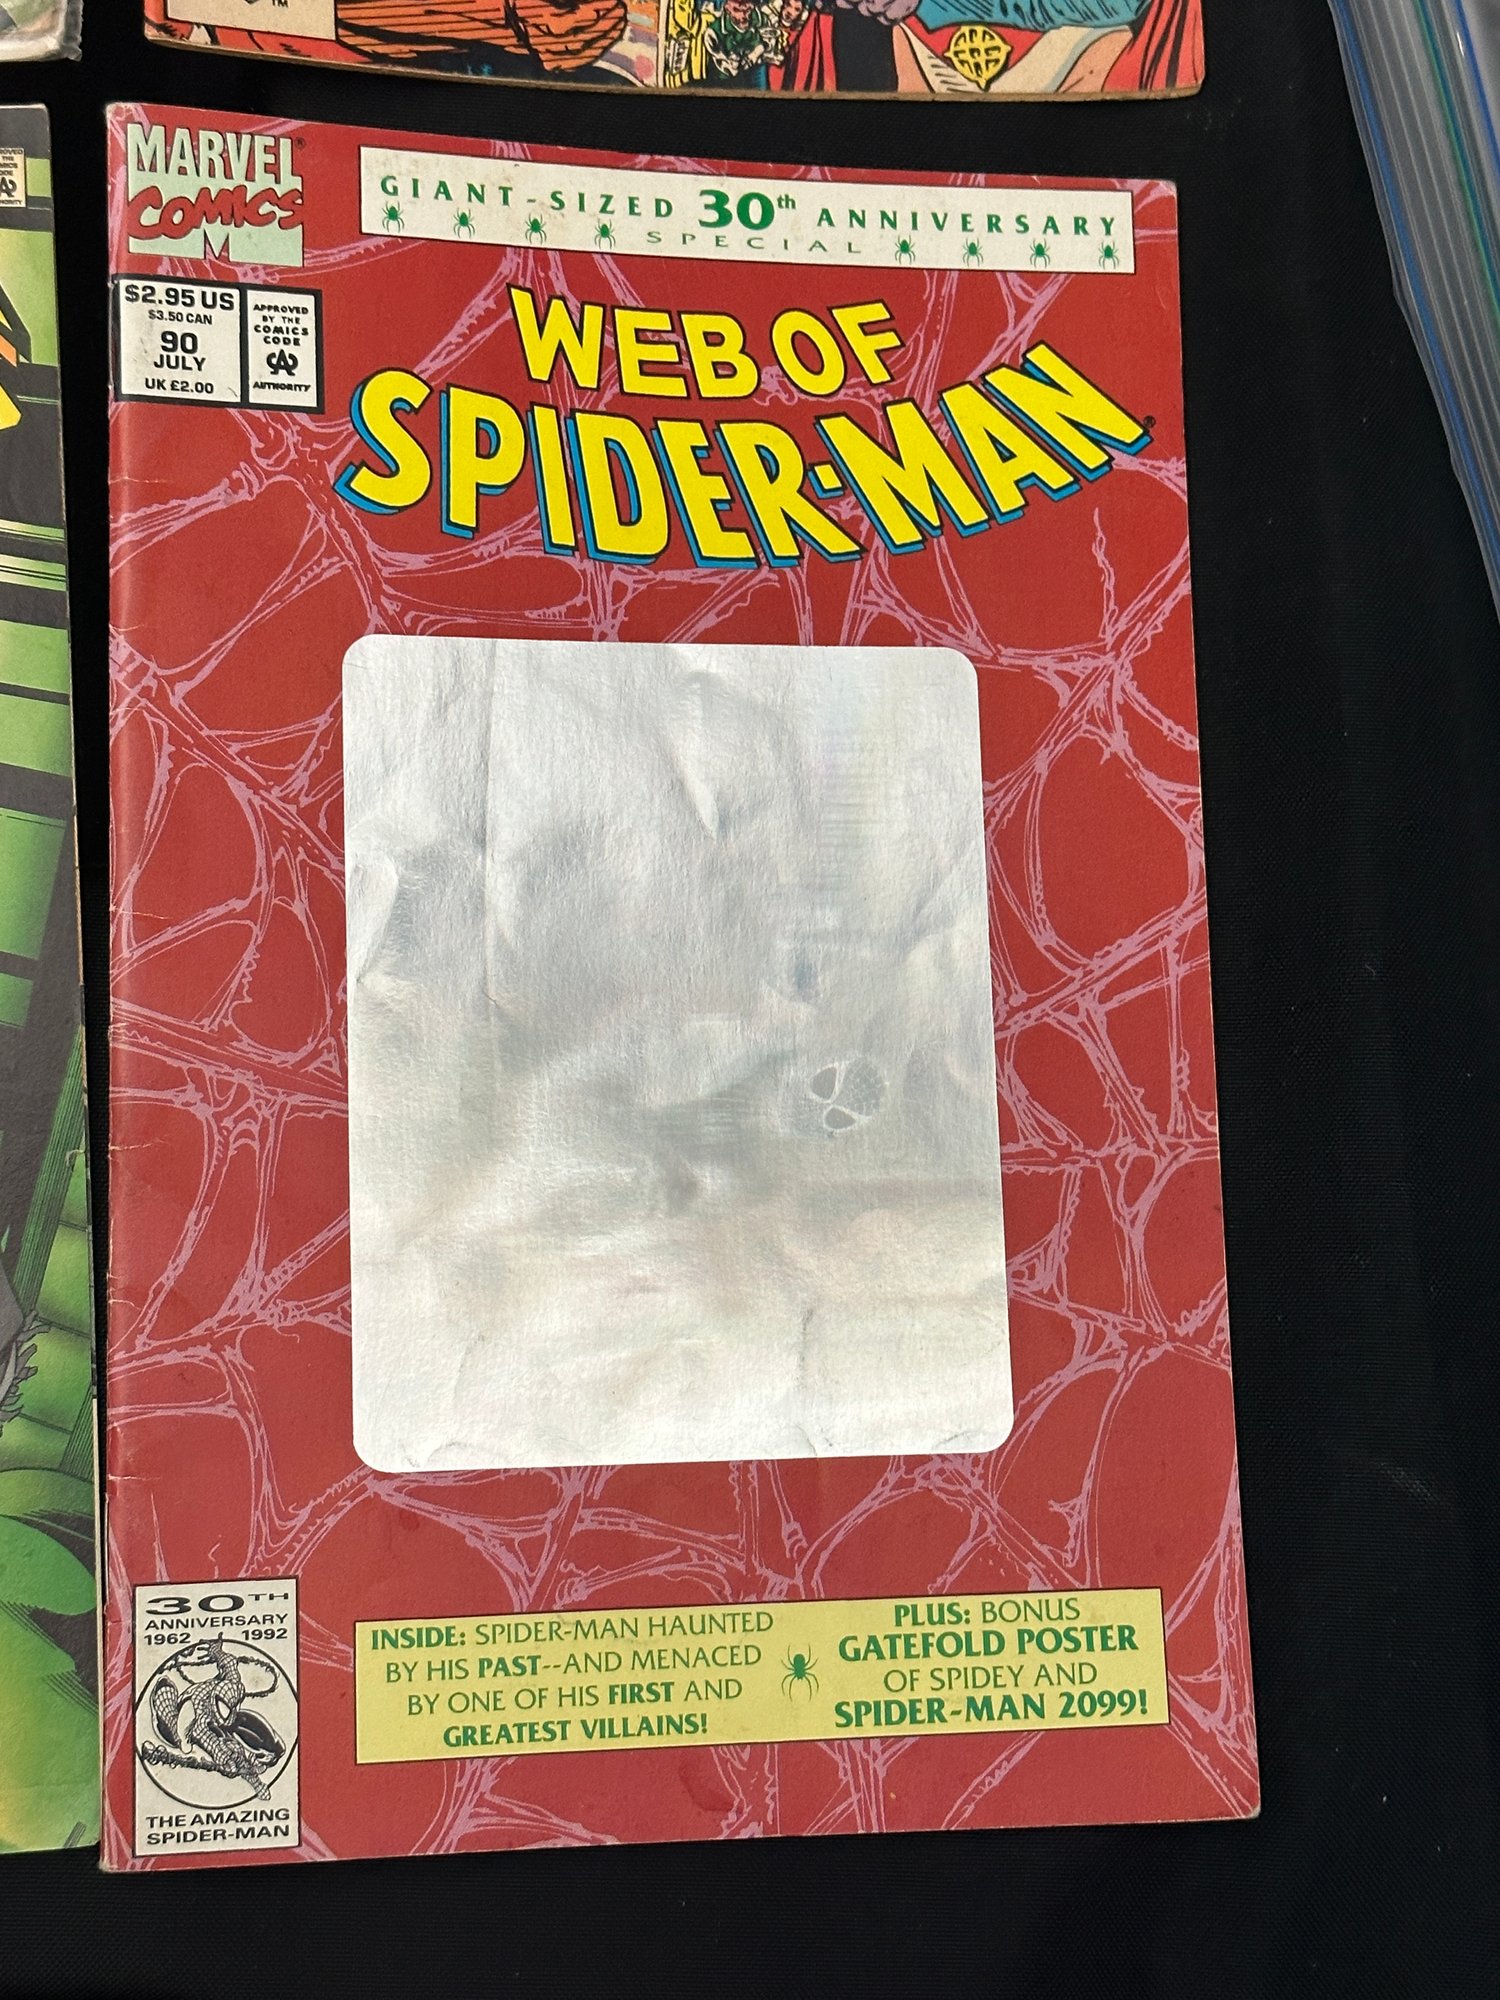 TM
MARVEL®
COMICS
M
GIANT-SIZED 30th ANNIVERSARY
SPECIAL
$2.95 US
$3.50 CAN
90
JULY
UK £2.00
APPROVED
BY THE
COMICS
CODE
CA
AUTHORITY
WEB OF
SPIDER-MAN®
30TH
ANNIVERSARY
1962 1992
THE AMAZING
SPIDER-MAN
INSIDE: SPIDER-MAN HAUNTED
BY HIS PAST--AND MENACED
BY ONE OF HIS FIRST AND
GREATEST VILLAINS!
PLUS: BONUS
GATEFOLD POSTER
OF SPIDEY AND
SPIDER-MAN 2099!